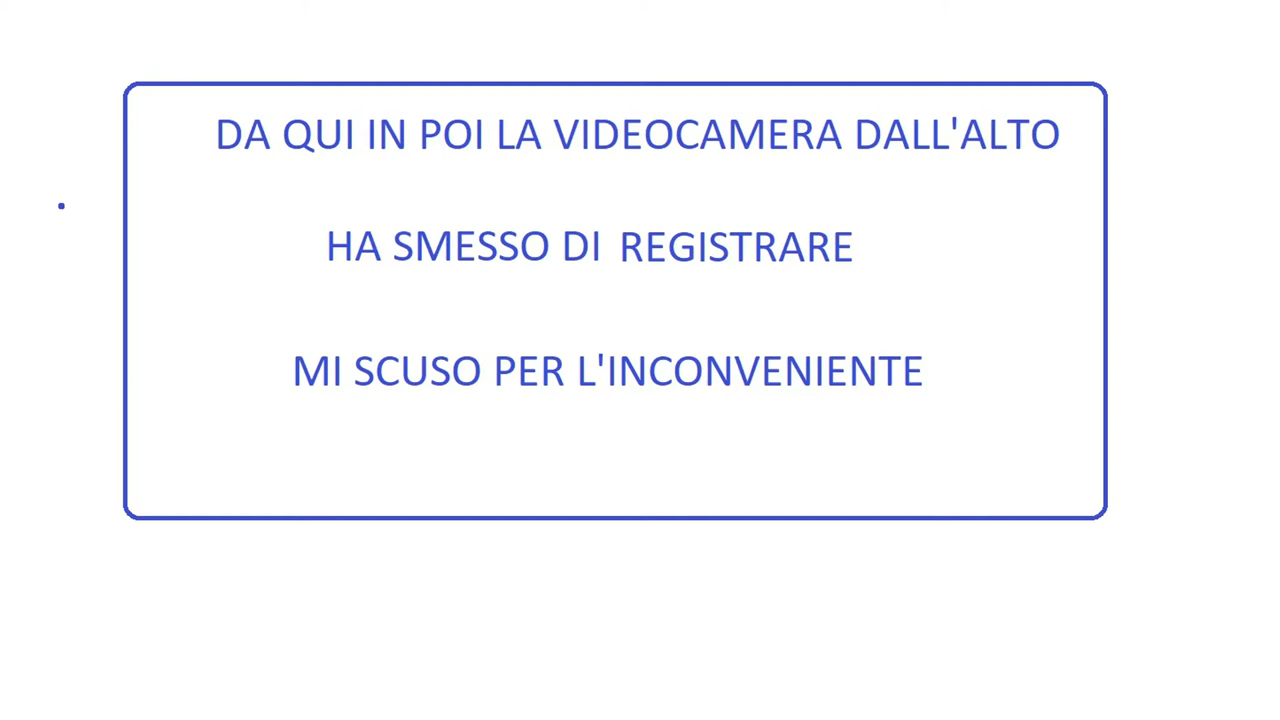 DA QUI IN POI LA VIDEOCAMERA DALL'ALTO
HA SMESSO DI REGISTRARE
MI SCUSO PER L'INCONVENIENTE